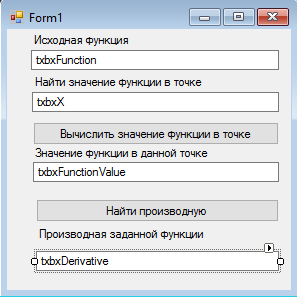 Form1
Исходная функция
txbxFunction
Найти значение функции в точке
txbxX
Вычислить значение функции в точке
Значение функции в данной точке
txbxFunctionValue
Найти производную
Производная заданной функции
txbxDerivative